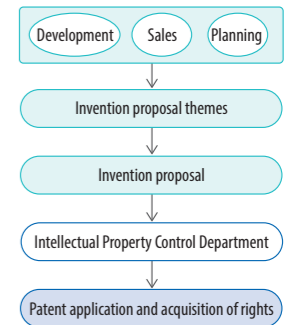 Development Sales Planning
Invention proposal themes
Invention proposal
Intellectual Property Control Department
Patent application and acquisition of rights